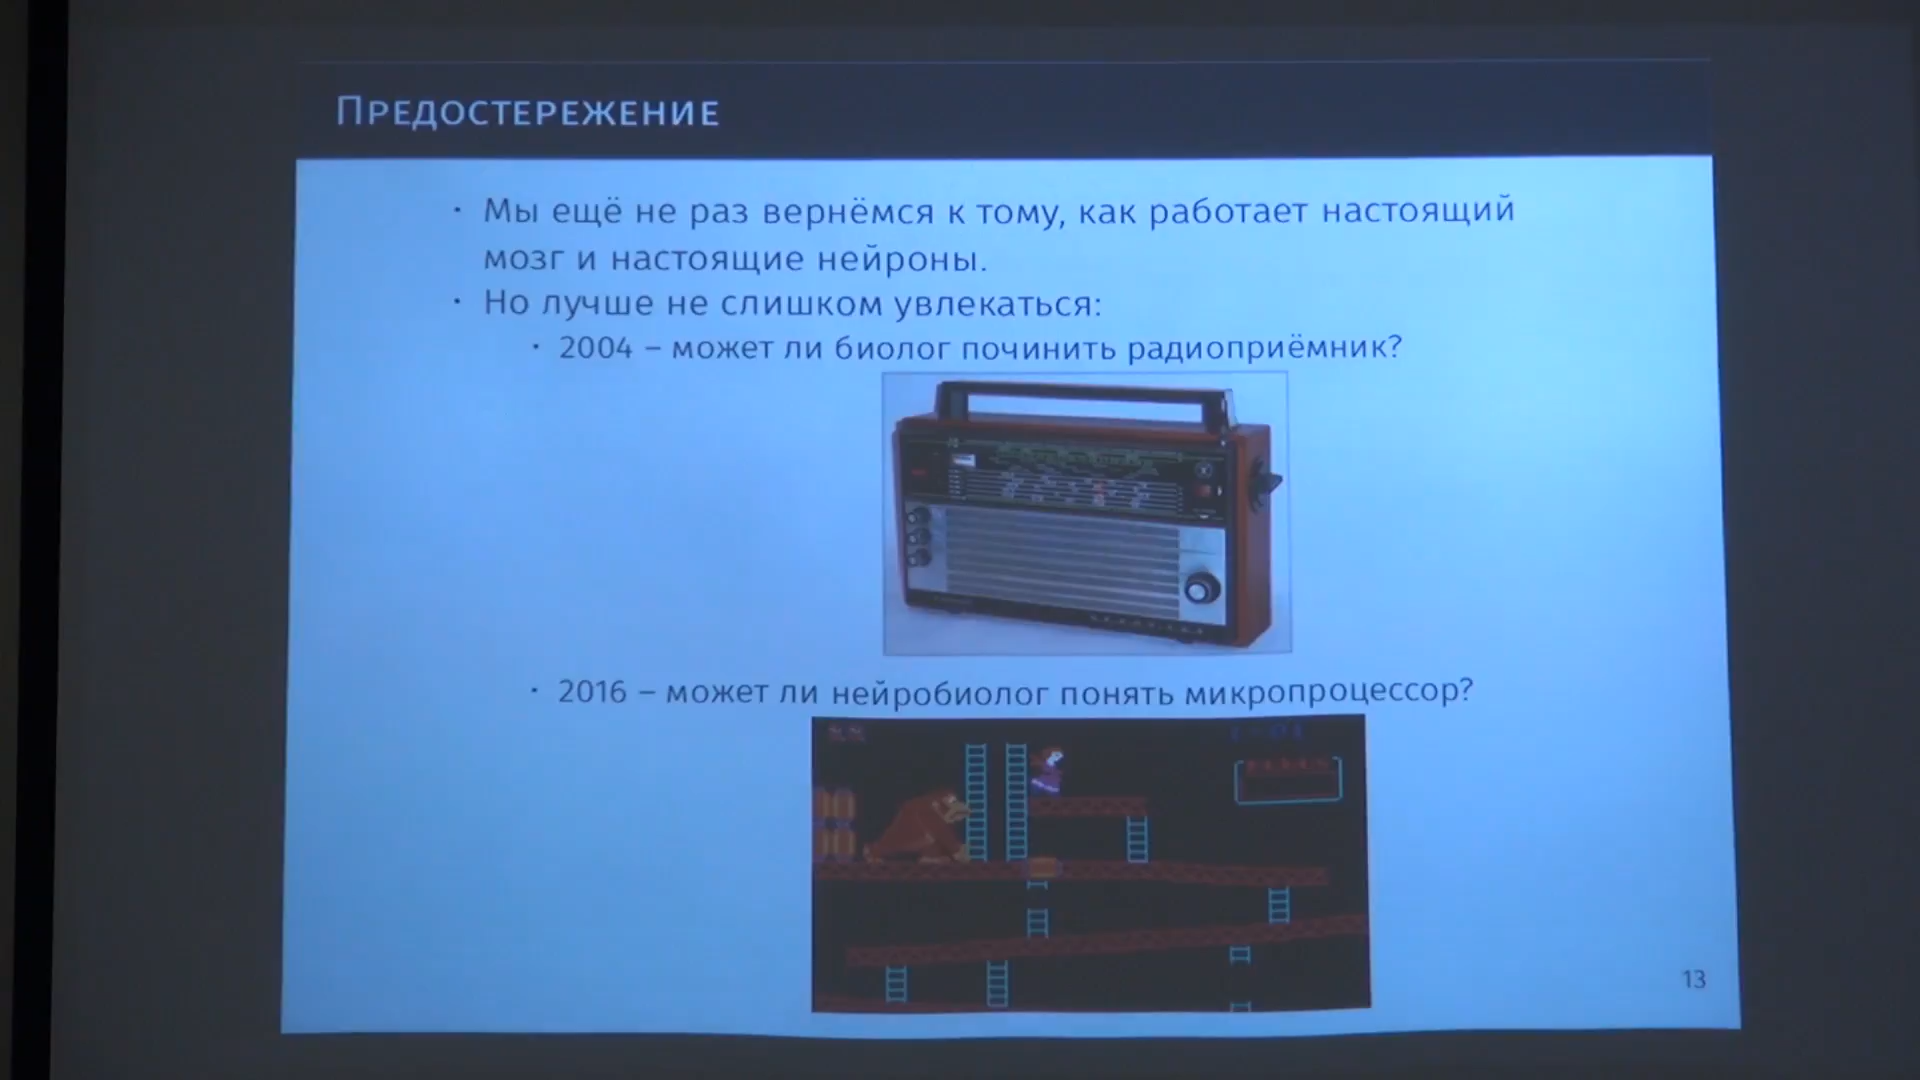 Предостережение
· Мы ещё не раз вернёмся к тому, как работает настоящий
мозг и настоящие нейроны.
· Но лучше не слишком увлекаться:
· 2004 – может ли биолог починить радиоприёмник?
· 2016 – может ли нейробиолог понять микропроцессор?
13